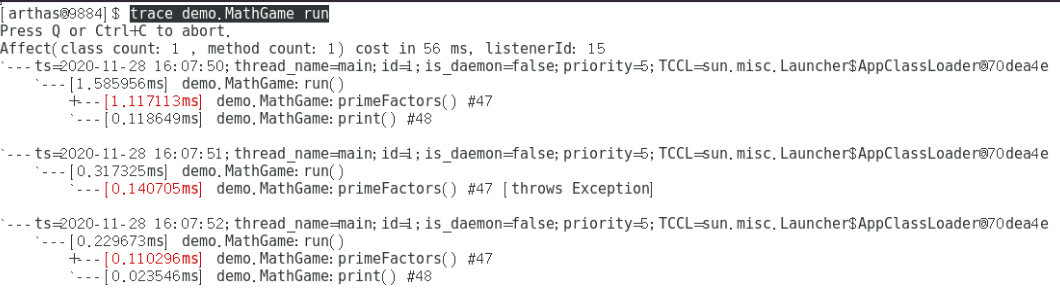 [arthas@9884]$ trace demo.MathGame run
Press Q or Ctrl+C to abort.
Affect(class count: 1 , method count: 1) cost in 56 ms, listenerId: 15
`---ts=2020-11-28 16:07:50;thread_name=main;id=1;is_daemon=false;priority=5;TCCL=sun.misc.Launcher$AppClassLoader@70dea4e
    `---[1.585956ms] demo.MathGame:run()
        +---[1.117113ms] demo.MathGame:primeFactors() #47
        `---[0.118649ms] demo.MathGame:print() #48
`---ts=2020-11-28 16:07:51;thread_name=main;id=1;is_daemon=false;priority=5;TCCL=sun.misc.Launcher$AppClassLoader@70dea4e
    `---[0.317325ms] demo.MathGame:run()
        `---[0.140705ms] demo.MathGame:primeFactors() #47 [throws Exception]
`---ts=2020-11-28 16:07:52;thread_name=main;id=1;is_daemon=false;priority=5;TCCL=sun.misc.Launcher$AppClassLoader@70dea4e
    `---[0.229673ms] demo.MathGame:run()
        +---[0.110296ms] demo.MathGame:primeFactors() #47
        `---[0.023546ms] demo.MathGame:print() #48